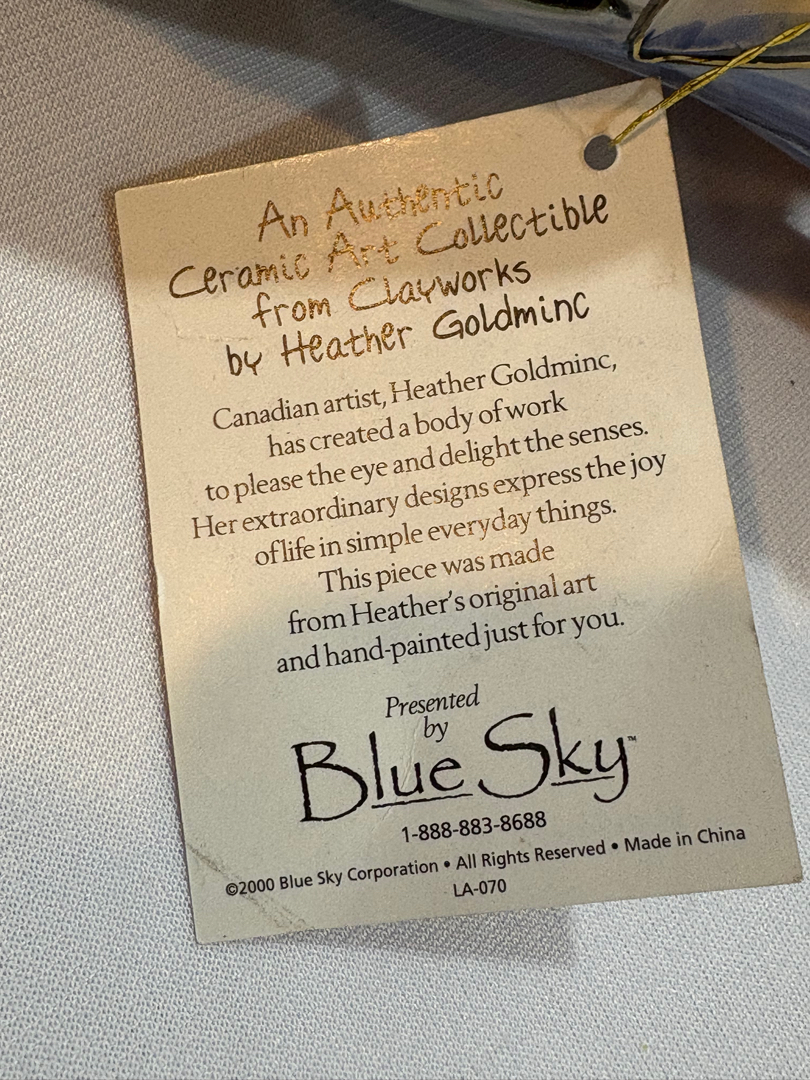 An Authentic
Ceramic Art Collectible
from Clayworks
by Heather Goldminc
Canadian artist, Heather Goldminc,
has created a body of work
to please the eye and delight the senses.
Her extraordinary designs express the joy
of life in simple everyday things.
This piece was made
from Heather's original art
and hand-painted just for you.
Presented
by
Blue Sky™
1-888-883-8688
©2000 Blue Sky Corporation • All Rights Reserved • Made in China
LA-070